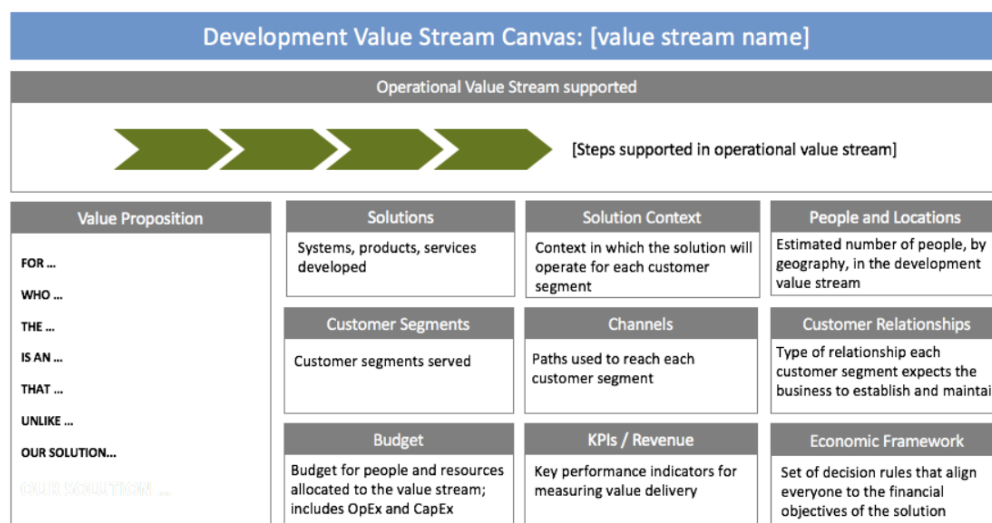 Development Value Stream Canvas: [value stream name]
Operational Value Stream supported
[Steps supported in operational value stream]
Value Proposition
FOR ...
WHO ...
THE ...
IS AN ...
THAT ...
UNLIKE ...
OUR SOLUTION...
OUR SOLUTION ...
Solutions
Systems, products, services
developed
Solution Context
Context in which the solution will
operate for each customer
segment
People and Locations
Estimated number of people, by
geography, in the development
value stream
Customer Segments
Customer segments served
Channels
Paths used to reach each
customer segment
Customer Relationships
Type of relationship each
customer segment expects the
business to establish and maintai
Budget
Budget for people and resources
allocated to the value stream;
includes OpEx and CapEx
KPIs / Revenue
Key performance indicators for
measuring value delivery
Economic Framework
Set of decision rules that align
everyone to the financial
objectives of the solution